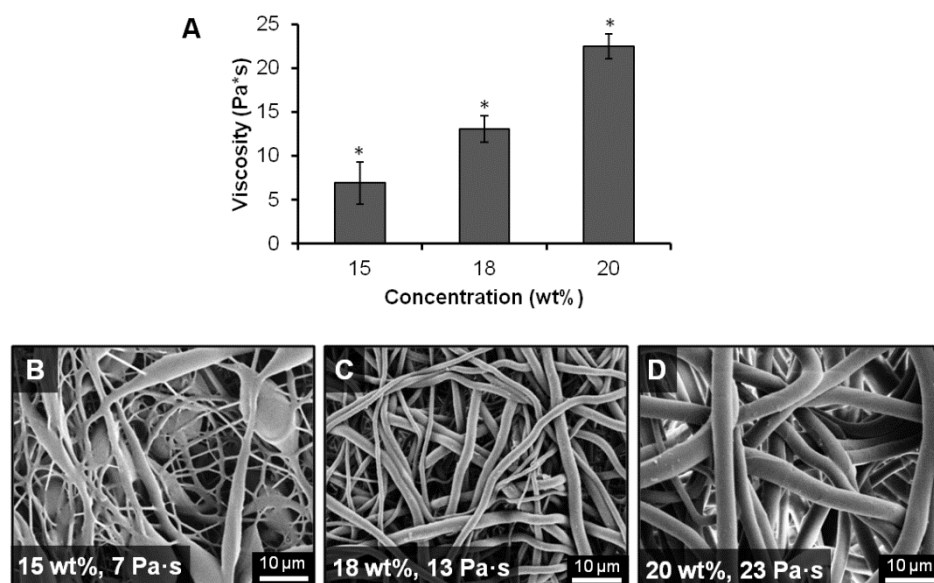 A
Viscosity (Pa*s)
25
20
15
10
5
0
*
*
*
15
18
20
Concentration (wt%)
B
15 wt%, 7 Pa·s
10 µm
C
18 wt%, 13 Pa·s
10 µm
D
20 wt%, 23 Pa·s
10 µm